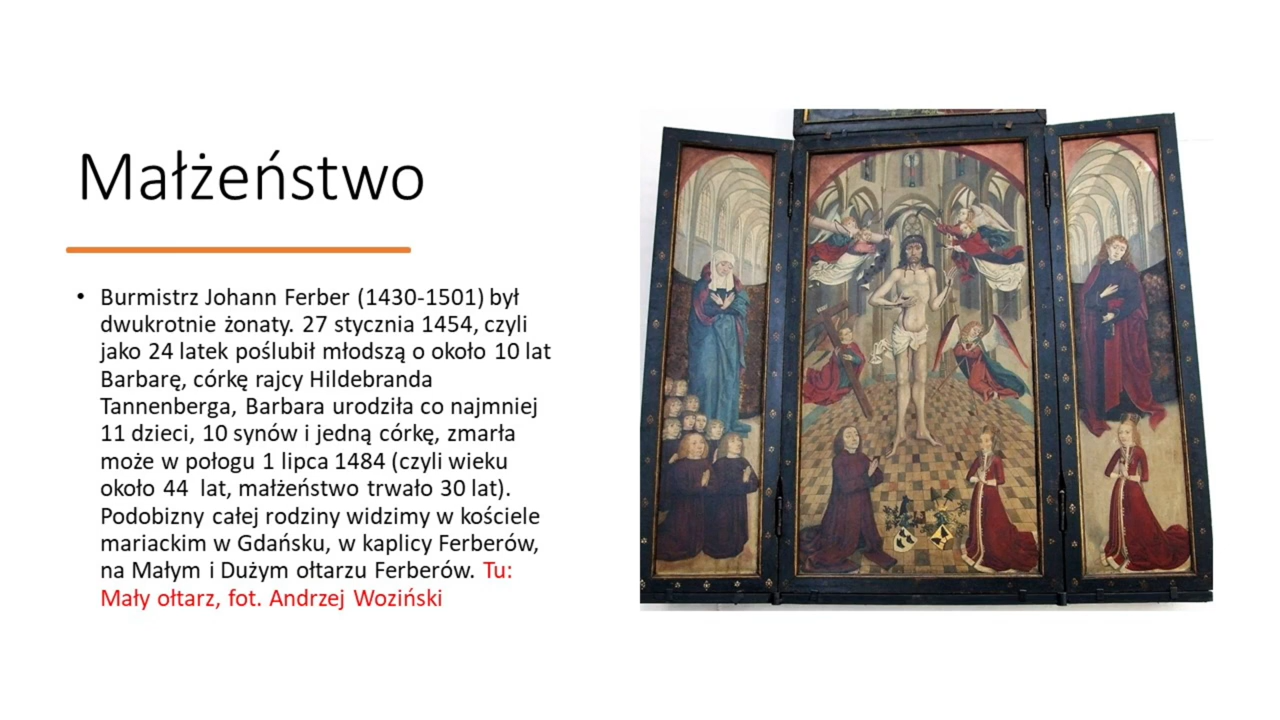 Małżeństwo
• Burmistrz Johann Ferber (1430-1501) był
dwukrotnie żonaty. 27 stycznia 1454, czyli
jako 24 latek poślubił młodszą o około 10 lat
Barbarę, córkę rajcy Hildebranda
Tannenberga, Barbara urodziła co najmniej
11 dzieci, 10 synów i jedną córkę, zmarła
może w połogu 1 lipca 1484 (czyli wieku
około 44 lat, małżeństwo trwało 30 lat).
Podobizny całej rodziny widzimy w kościele
mariackim w Gdańsku, w kaplicy Ferberów,
na Małym i Dużym ołtarzu Ferberów. Tu:
Mały ołtarz, fot. Andrzej Woziński